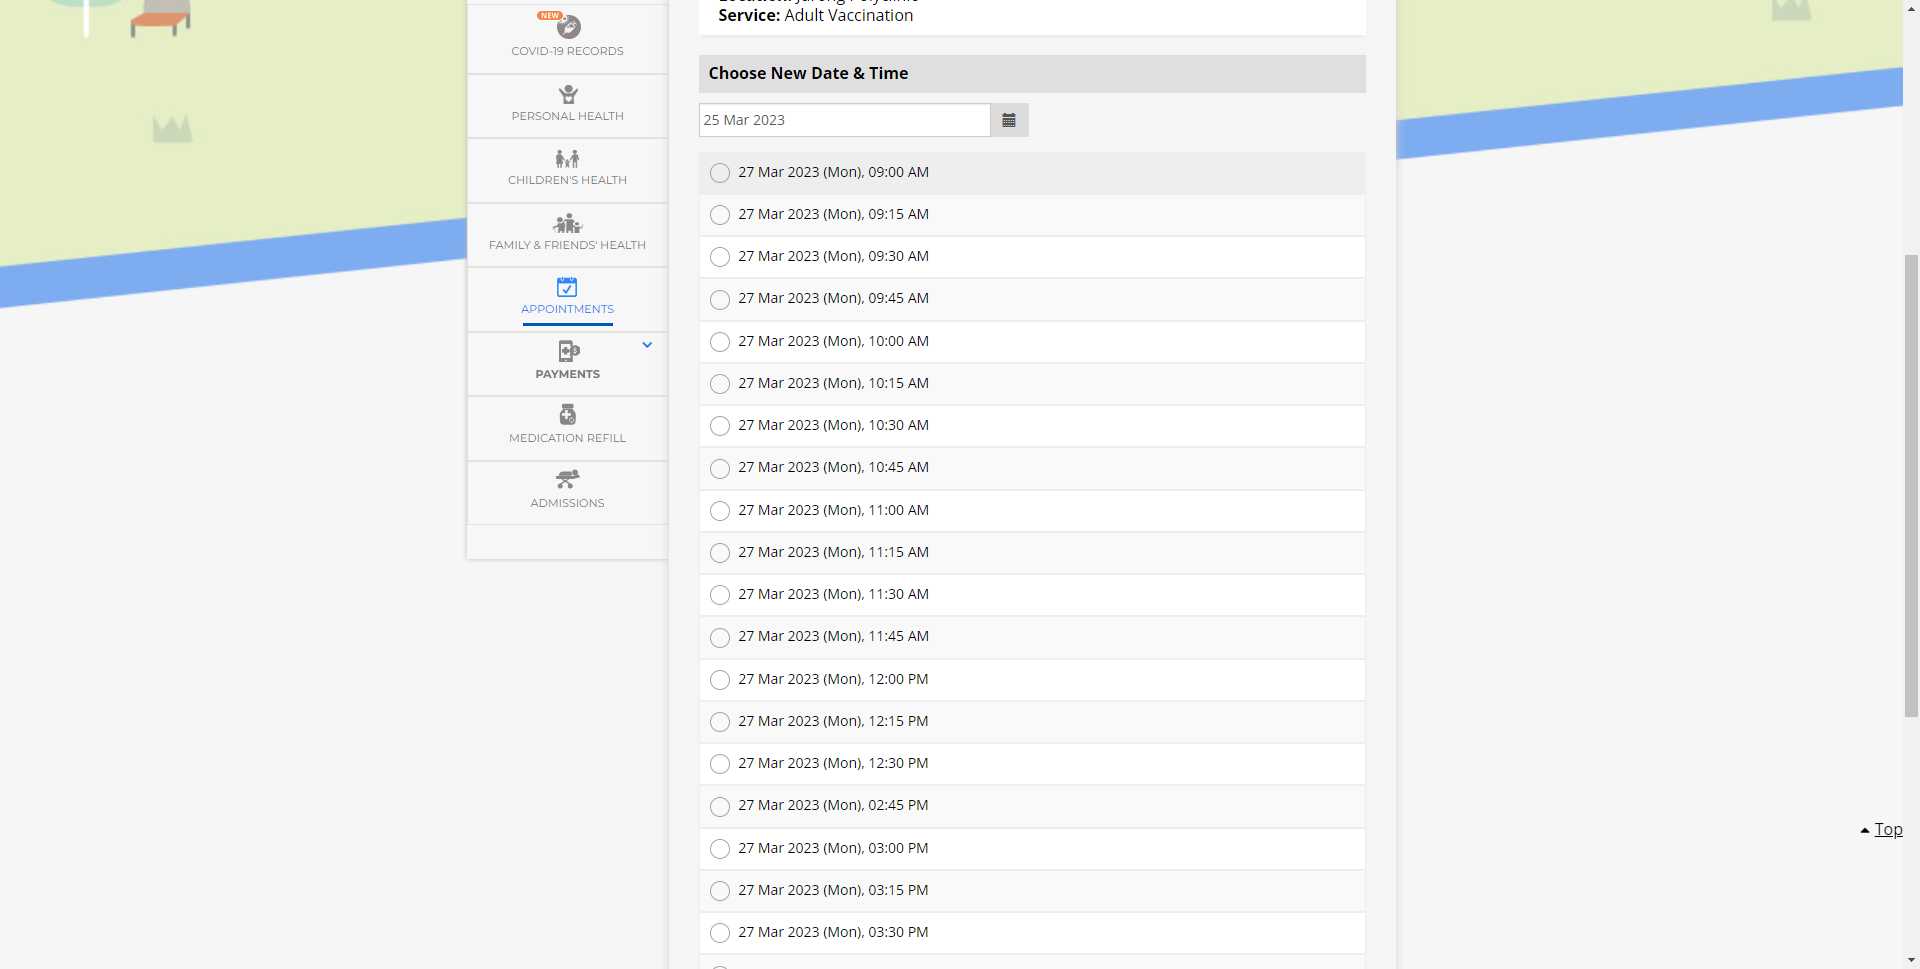 Service: Adult Vaccination
NEW
COVID-19 RECORDS
PERSONAL HEALTH
CHILDREN'S HEALTH
FAMILY & FRIENDS' HEALTH
APPOINTMENTS
PAYMENTS
MEDICATION REFILL
ADMISSIONS
Choose New Date & Time
25 Mar 2023
27 Mar 2023 (Mon), 09:00 AM
27 Mar 2023 (Mon), 09:15 AM
27 Mar 2023 (Mon), 09:30 AM
27 Mar 2023 (Mon), 09:45 AM
27 Mar 2023 (Mon), 10:00 AM
27 Mar 2023 (Mon), 10:15 AM
27 Mar 2023 (Mon), 10:30 AM
27 Mar 2023 (Mon), 10:45 AM
27 Mar 2023 (Mon), 11:00 AM
27 Mar 2023 (Mon), 11:15 AM
27 Mar 2023 (Mon), 11:30 AM
27 Mar 2023 (Mon), 11:45 AM
27 Mar 2023 (Mon), 12:00 PM
27 Mar 2023 (Mon), 12:15 PM
27 Mar 2023 (Mon), 12:30 PM
27 Mar 2023 (Mon), 02:45 PM
27 Mar 2023 (Mon), 03:00 PM
27 Mar 2023 (Mon), 03:15 PM
27 Mar 2023 (Mon), 03:30 PM
Top